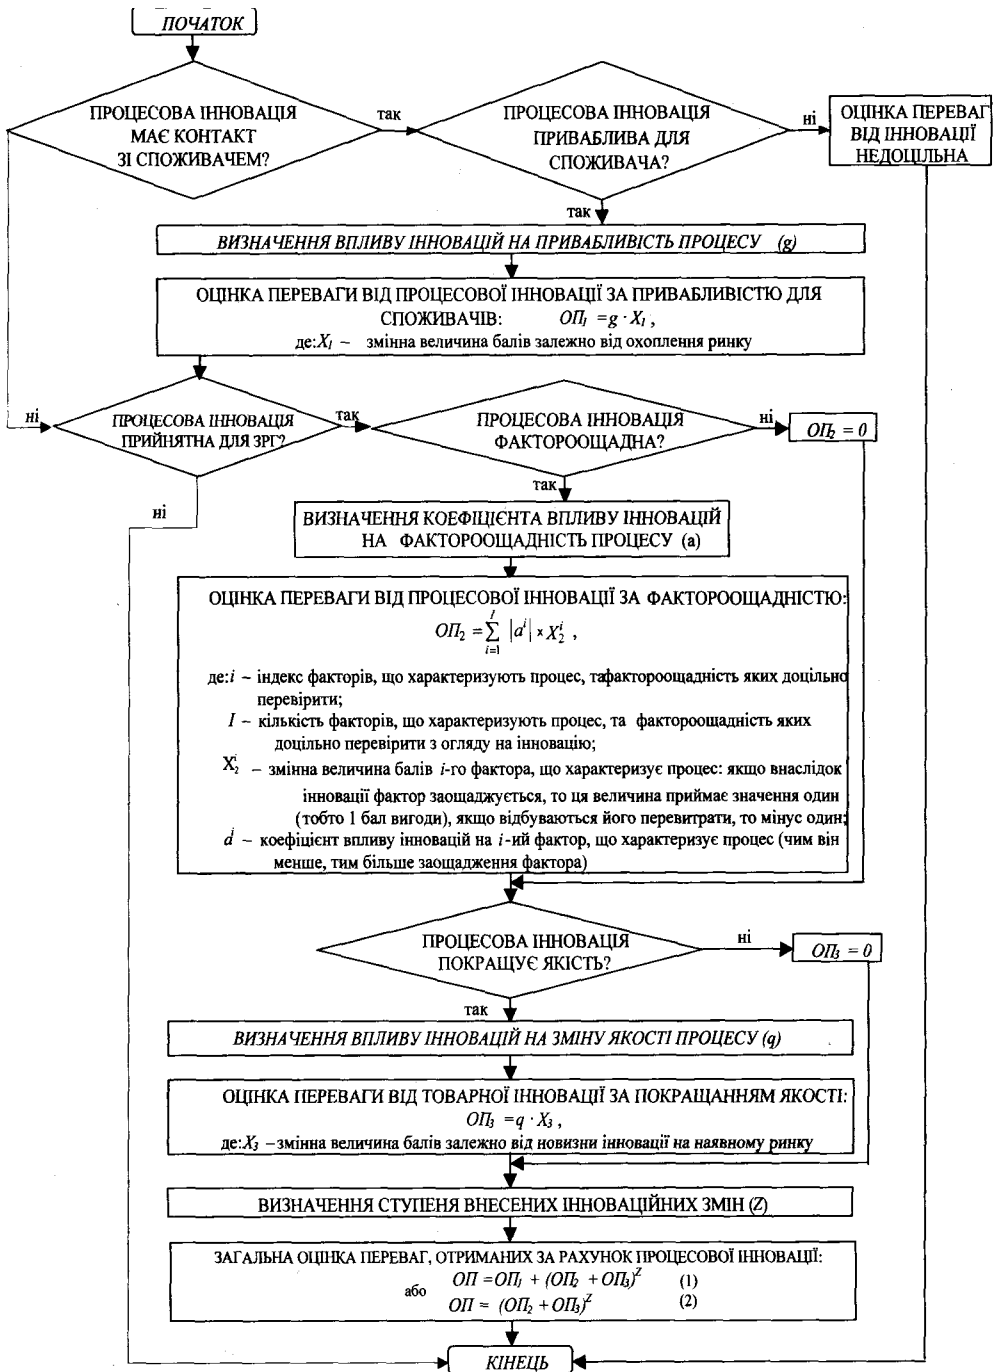 ПОЧАТОК
ПРОЦЕСОВА ІННОВАЦІЯ
МАЄ КОНТАКТ
ЗІ СПОЖИВАЧЕМ?
так
ПРОЦЕСОВА ІННОВАЦІЯ
ПРИВАБЛИВА ДЛЯ
СПОЖИВАЧА?
ні
ОЦІНКА ПЕРЕВАГ
ВІД ІННОВАЦІЇ
НЕДОЦІЛЬНА
так
ВИЗНАЧЕННЯ ВПЛИВУ ІННОВАЦІЙ НА ПРИВАБЛИВІСТЬ ПРОЦЕСУ (g)
ОЦІНКА ПЕРЕВАГИ ВІД ПРОЦЕСОВОЇ ІННОВАЦІЇ ЗА ПРИВАБЛИВІСТЮ ДЛЯ
СПОЖИВАЧІВ: ОП₁ =g · X₁ ,
де:X₁ – змінна величина балів залежно від охоплення ринку
ні
ПРОЦЕСОВА ІННОВАЦІЯ
ПРИЙНЯТНА ДЛЯ ЗРГ?
так
ПРОЦЕСОВА ІННОВАЦІЯ
ФАКТОРООЩАДНА?
ні
ОП₂ = 0
так
ні
ВИЗНАЧЕННЯ КОЕФІЦІЄНТА ВПЛИВУ ІННОВАЦІЙ
НА ФАКТОРООЩАДНІСТЬ ПРОЦЕСУ (а)
ОЦІНКА ПЕРЕВАГИ ВІД ПРОЦЕСОВОЇ ІННОВАЦІЇ ЗА ФАКТОРООЩАДНІСТЮ:
ОП₂ = ∑ᵢ₌₁ᴵ |aⁱ| × X₂ⁱ ,
де:i – індекс факторів, що характеризують процес, тафактороощадність яких доцільно
перевірити;
I – кількість факторів, що характеризують процес, та фактороощадність яких
доцільно перевірити з огляду на інновацію;
X₂ⁱ – змінна величина балів i-го фактора, що характеризує процес: якщо внаслідок
інновації фактор заощаджується, то ця величина приймає значення один
(тобто 1 бал вигоди), якщо відбуваються його перевитрати, то мінус один;
aⁱ – коефіцієнт впливу інновацій на i-ий фактор, що характеризує процес (чим він
менше, тим більше заощадження фактора)
ПРОЦЕСОВА ІННОВАЦІЯ
ПОКРАЩУЄ ЯКІСТЬ?
ні
ОП₃ = 0
так
ВИЗНАЧЕННЯ ВПЛИВУ ІННОВАЦІЙ НА ЗМІНУ ЯКОСТІ ПРОЦЕСУ (q)
ОЦІНКА ПЕРЕВАГИ ВІД ТОВАРНОЇ ІННОВАЦІЇ ЗА ПОКРАЩАННЯМ ЯКОСТІ:
ОП₃ =q · X₃ ,
де:X₃ –змінна величина балів залежно від новизни інновації на наявному ринку
ВИЗНАЧЕННЯ СТУПЕНЯ ВНЕСЕНИХ ІННОВАЦІЙНИХ ЗМІН (Z)
ЗАГАЛЬНА ОЦІНКА ПЕРЕВАГ, ОТРИМАНИХ ЗА РАХУНОК ПРОЦЕСОВОЇ ІННОВАЦІЇ:
ОП =ОП₁ + (ОП₂ +ОП₃)ᶻ (1)
або
ОП = (ОП₂ +ОП₃)ᶻ (2)
КІНЕЦЬ